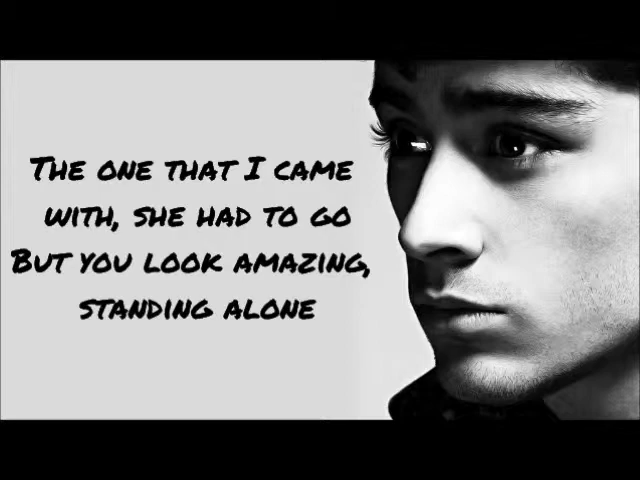 THE ONE THAT I CAME
WITH, SHE HAD TO GO
BUT YOU LOOK AMAZING,
STANDING ALONE